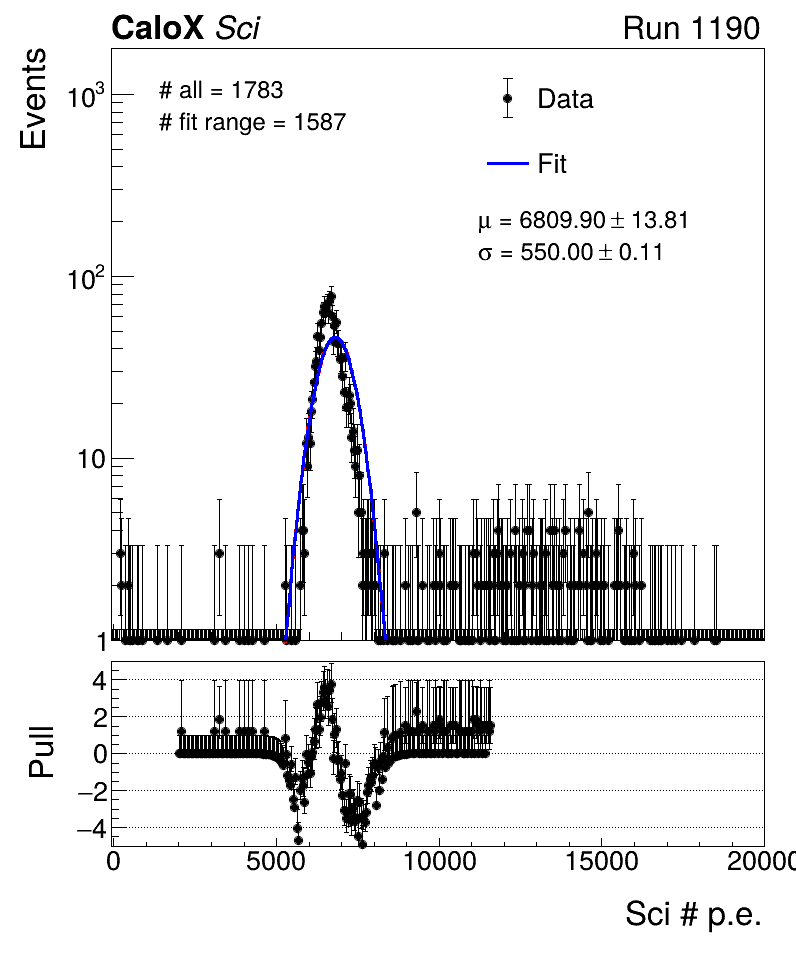 CaloX Sci Run 1190
Events
# all = 1783
# fit range = 1587
Data
Fit
μ = 6809.90 ± 13.81
σ = 550.00 ± 0.11
10³
10²
10
1
Pull
4
2
0
−2
−4
0 5000 10000 15000 20000
Sci # p.e.